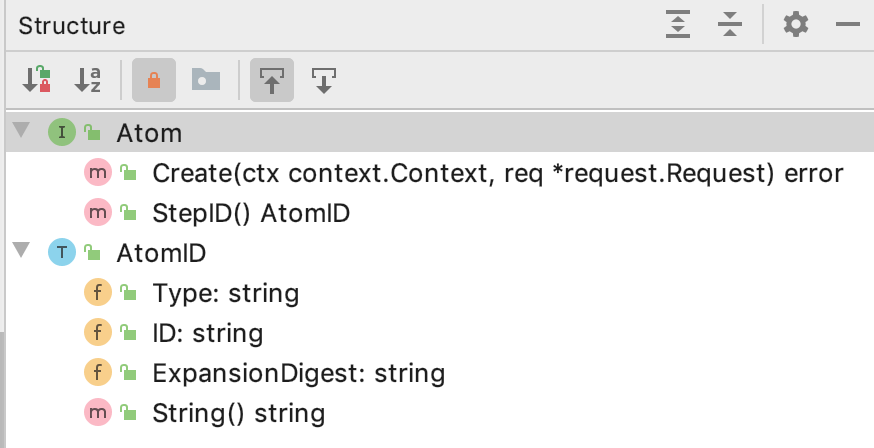 Structure
a z
I Atom
m Create(ctx context.Context, req *request.Request) error
m StepID() AtomID
T AtomID
f Type: string
f ID: string
f ExpansionDigest: string
m String() string